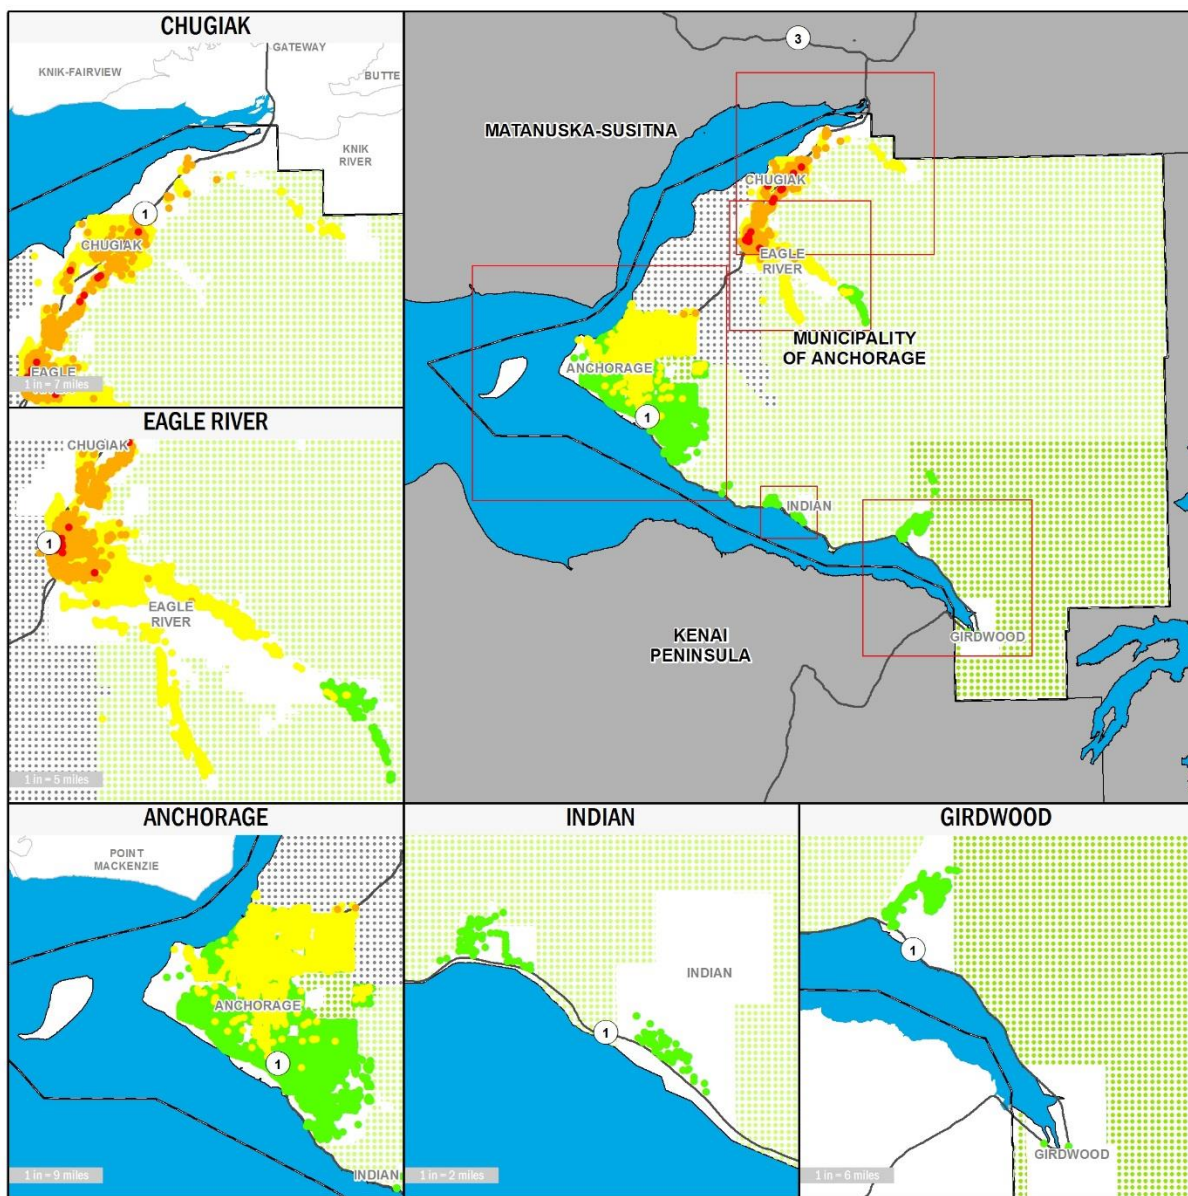 CHUGIAK
GATEWAY
KNIK-FAIRVIEW
BUTTE
KNIK
RIVER
1
CHUGIAK
EAGLE
1 in = 7 miles
3
MATANUSKA-SUSITNA
CHUGIAK
EAGLE
RIVER
MUNICIPALITY
OF ANCHORAGE
ANCHORAGE
1
INDIAN
KENAI
PENINSULA
GIRDWOOD
EAGLE RIVER
CHUGIAK
1
EAGLE
RIVER
1 in = 5 miles
ANCHORAGE
POINT
MACKENZIE
ANCHORAGE
1
INDIAN
1 in = 9 miles
INDIAN
INDIAN
1
1 in = 2 miles
GIRDWOOD
1
GIRDWOOD
1 in = 6 miles